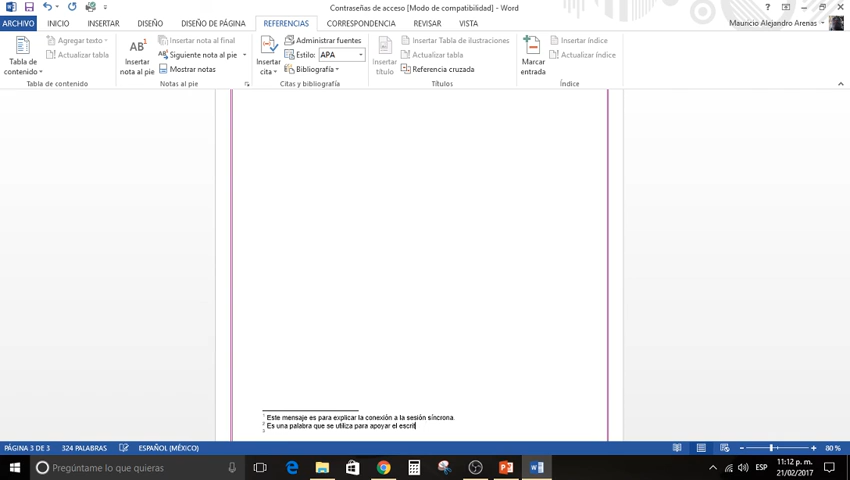 Contraseñas de acceso [Modo de compatibilidad] - Word
ARCHIVO INICIO INSERTAR DISEÑO DISEÑO DE PÁGINA REFERENCIAS CORRESPONDENCIA REVISAR VISTA Mauricio Alejandro Arenas
Tabla de contenido
Agregar texto
Actualizar tabla
Tabla de contenido
AB1
Insertar nota al pie
Insertar nota al final
Siguiente nota al pie
Mostrar notas
Notas al pie
Insertar cita
Administrar fuentes
Estilo: APA
Bibliografía
Citas y bibliografía
Insertar título
Insertar Tabla de ilustraciones
Actualizar tabla
Referencia cruzada
Títulos
Marcar entrada
Insertar índice
Actualizar índice
Índice
1 Este mensaje es para explicar la conexión a la sesión síncrona.
2 Es una palabra que se utiliza para apoyar el escrit
3
PÁGINA 3 DE 3 324 PALABRAS ESPAÑOL (MÉXICO) 80 %
Pregúntame lo que quieras
ESP
11:12 p. m.
21/02/2017